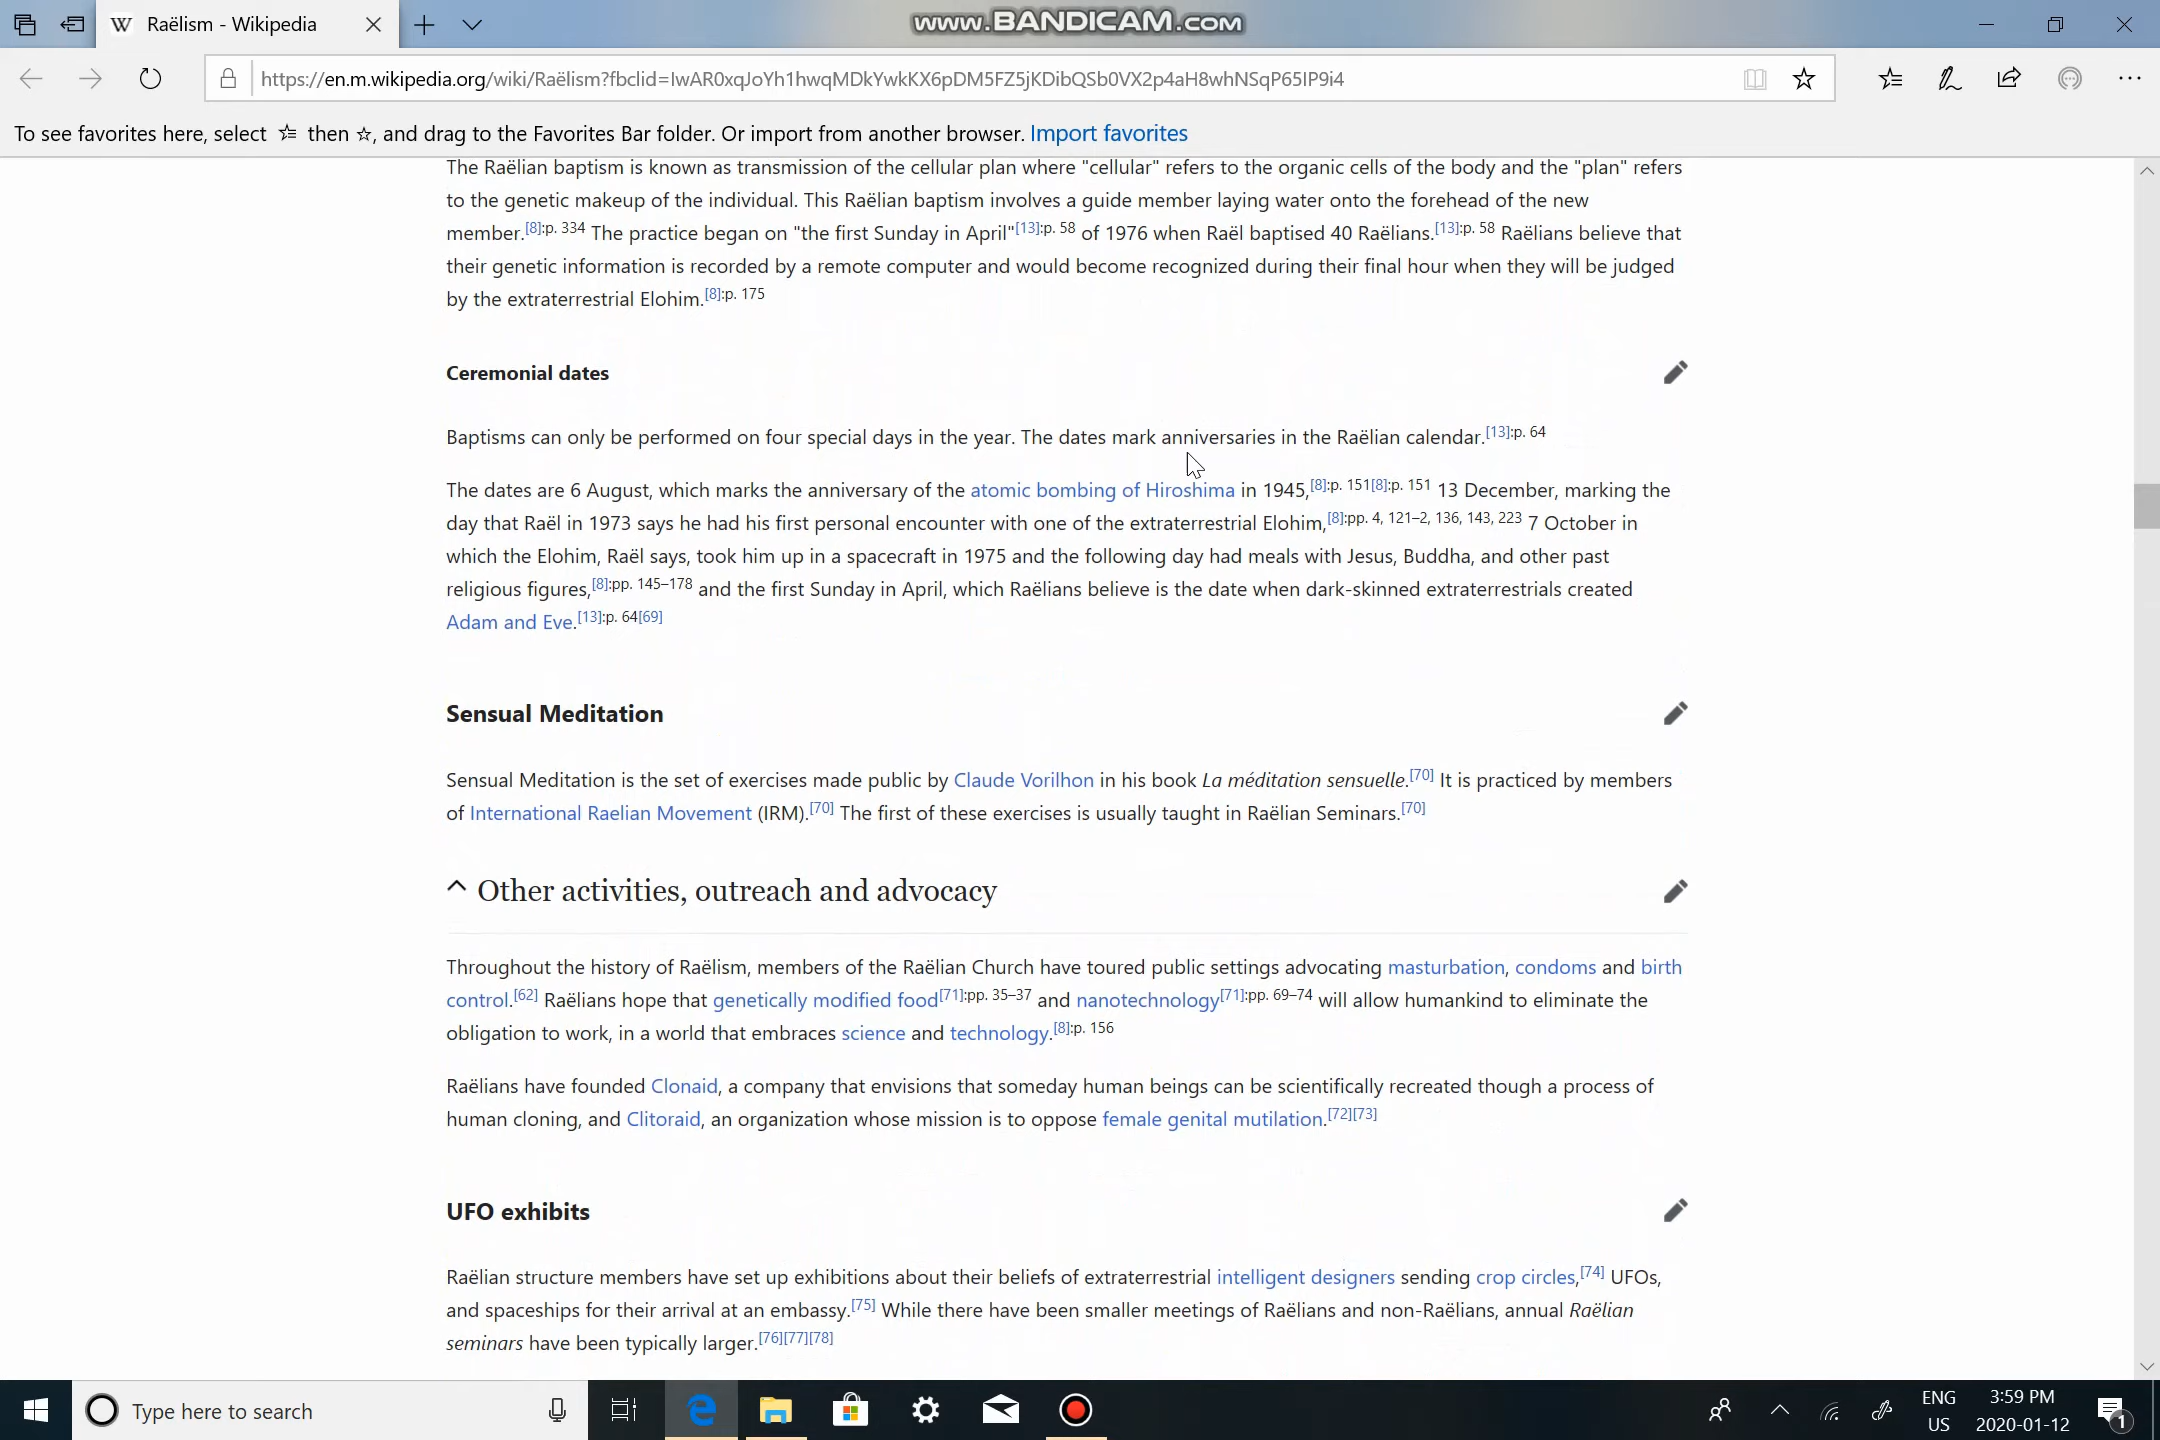 Raëlism - Wikipedia
www.BANDICAM.com
https://en.m.wikipedia.org/wiki/Raëlism?fbclid=IwAR0xqJoYh1hwqMDkYwkKX6pDM5FZ5jKDibQSb0VX2p4aH8whNSqP65IP9i4
To see favorites here, select then ☆, and drag to the Favorites Bar folder. Or import from another browser. Import favorites
The Raëlian baptism is known as transmission of the cellular plan where "cellular" refers to the organic cells of the body and the "plan" refers
to the genetic makeup of the individual. This Raëlian baptism involves a guide member laying water onto the forehead of the new
member.[8]:p. 334 The practice began on "the first Sunday in April"[13]:p. 58 of 1976 when Raël baptised 40 Raëlians.[13]:p. 58 Raëlians believe that
their genetic information is recorded by a remote computer and would become recognized during their final hour when they will be judged
by the extraterrestrial Elohim.[8]:p. 175
Ceremonial dates
Baptisms can only be performed on four special days in the year. The dates mark anniversaries in the Raëlian calendar.[13]:p. 64
The dates are 6 August, which marks the anniversary of the atomic bombing of Hiroshima in 1945,[8]:p. 151[8]:p. 151 13 December, marking the
day that Raël in 1973 says he had his first personal encounter with one of the extraterrestrial Elohim,[8]:pp. 4, 121–2, 136, 143, 223 7 October in
which the Elohim, Raël says, took him up in a spacecraft in 1975 and the following day had meals with Jesus, Buddha, and other past
religious figures,[8]:pp. 145–178 and the first Sunday in April, which Raëlians believe is the date when dark-skinned extraterrestrials created
Adam and Eve.[13]:p. 64[69]
Sensual Meditation
Sensual Meditation is the set of exercises made public by Claude Vorilhon in his book La méditation sensuelle.[70] It is practiced by members
of International Raelian Movement (IRM).[70] The first of these exercises is usually taught in Raëlian Seminars.[70]
Other activities, outreach and advocacy
Throughout the history of Raëlism, members of the Raëlian Church have toured public settings advocating masturbation, condoms and birth
control.[62] Raëlians hope that genetically modified food[71]:pp. 35–37 and nanotechnology[71]:pp. 69–74 will allow humankind to eliminate the
obligation to work, in a world that embraces science and technology.[8]:p. 156
Raëlians have founded Clonaid, a company that envisions that someday human beings can be scientifically recreated though a process of
human cloning, and Clitoraid, an organization whose mission is to oppose female genital mutilation.[72][73]
UFO exhibits
Raëlian structure members have set up exhibitions about their beliefs of extraterrestrial intelligent designers sending crop circles,[74] UFOs,
and spaceships for their arrival at an embassy.[75] While there have been smaller meetings of Raëlians and non-Raëlians, annual Raëlian
seminars have been typically larger.[76][77][78]
Type here to search
ENG
US
3:59 PM
2020-01-12
1